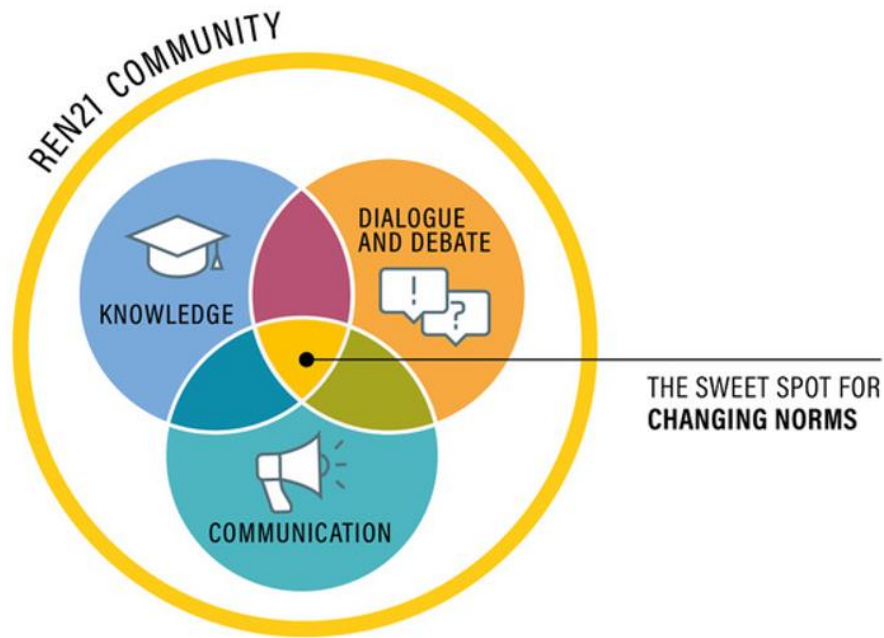 REN21 COMMUNITY
DIALOGUE
AND DEBATE
!
?
KNOWLEDGE
THE SWEET SPOT FOR
CHANGING NORMS
COMMUNICATION